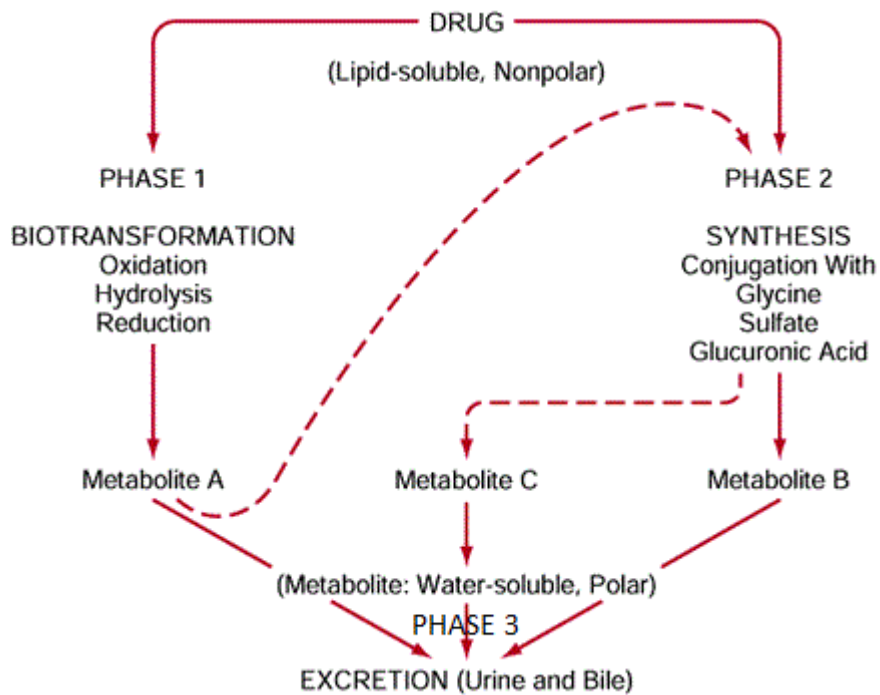 DRUG
(Lipid-soluble, Nonpolar)
PHASE 1
BIOTRANSFORMATION
Oxidation
Hydrolysis
Reduction
PHASE 2
SYNTHESIS
Conjugation With
Glycine
Sulfate
Glucuronic Acid
Metabolite A
Metabolite C
Metabolite B
(Metabolite: Water-soluble, Polar)
PHASE 3
EXCRETION (Urine and Bile)